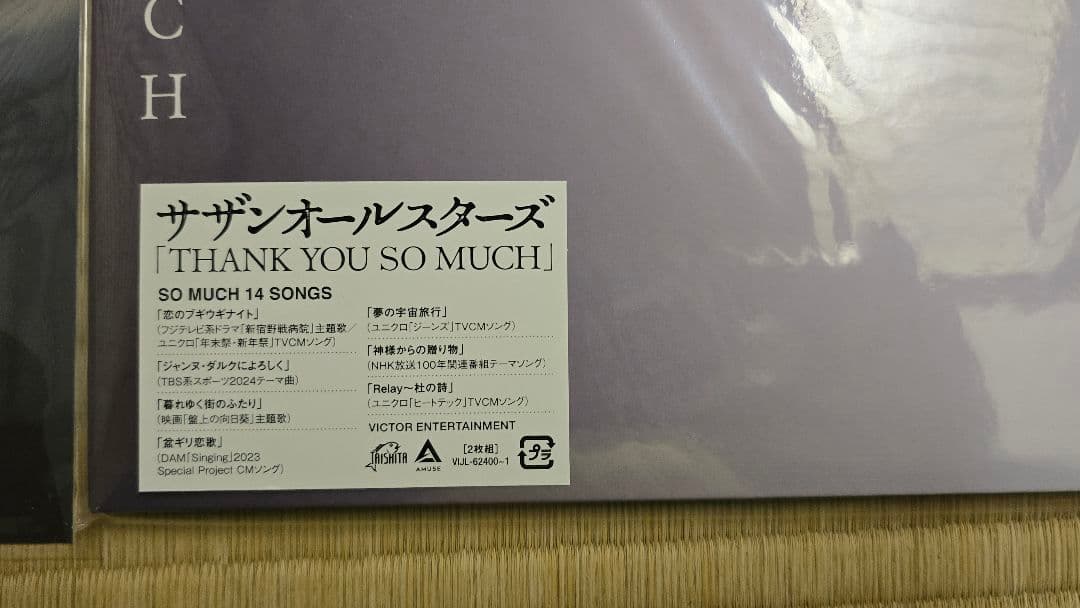 C
H
サザンオールスターズ
「THANK YOU SO MUCH」
SO MUCH 14 SONGS
「恋のブギウギナイト」
(フジテレビ系ドラマ「新宿野戦病院」主題歌/
ユニクロ「年末祭・新年祭」TVCMソング)
「ジャンヌ・ダルクによろしく」
(TBS系スポーツ2024テーマ曲)
「暮れゆく街のふたり」
(映画「盤上の向日葵」主題歌)
「盆ギリ恋歌」
(DAM「Singing」2023
Special Project CMソング)
「夢の宇宙旅行」
(ユニクロ「ジーンズ」TVCMソング)
「神様からの贈り物」
(NHK放送100年関連番組テーマソング)
「Relay〜杜の詩」
(ユニクロ「ヒートテック」TVCMソング)
VICTOR ENTERTAINMENT
TAISHITA
AMUSE
[2枚組]
VIJL-62400~1
プラ